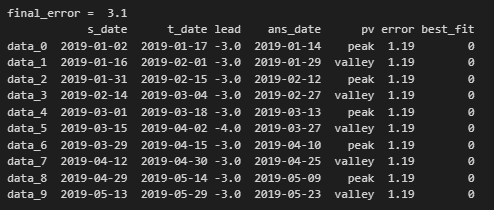 final_error =  3.1
            s_date      t_date lead    ans_date      pv error best_fit
data_0  2019-01-02  2019-01-17 -3.0  2019-01-14    peak  1.19        0
data_1  2019-01-16  2019-02-01 -3.0  2019-01-29  valley  1.19        0
data_2  2019-01-31  2019-02-15 -3.0  2019-02-12    peak  1.19        0
data_3  2019-02-14  2019-03-04 -3.0  2019-02-27  valley  1.19        0
data_4  2019-03-01  2019-03-18 -3.0  2019-03-13    peak  1.19        0
data_5  2019-03-15  2019-04-02 -4.0  2019-03-27  valley  1.19        0
data_6  2019-03-29  2019-04-15 -3.0  2019-04-10    peak  1.19        0
data_7  2019-04-12  2019-04-30 -3.0  2019-04-25  valley  1.19        0
data_8  2019-04-29  2019-05-14 -3.0  2019-05-09    peak  1.19        0
data_9  2019-05-13  2019-05-29 -3.0  2019-05-23  valley  1.19        0